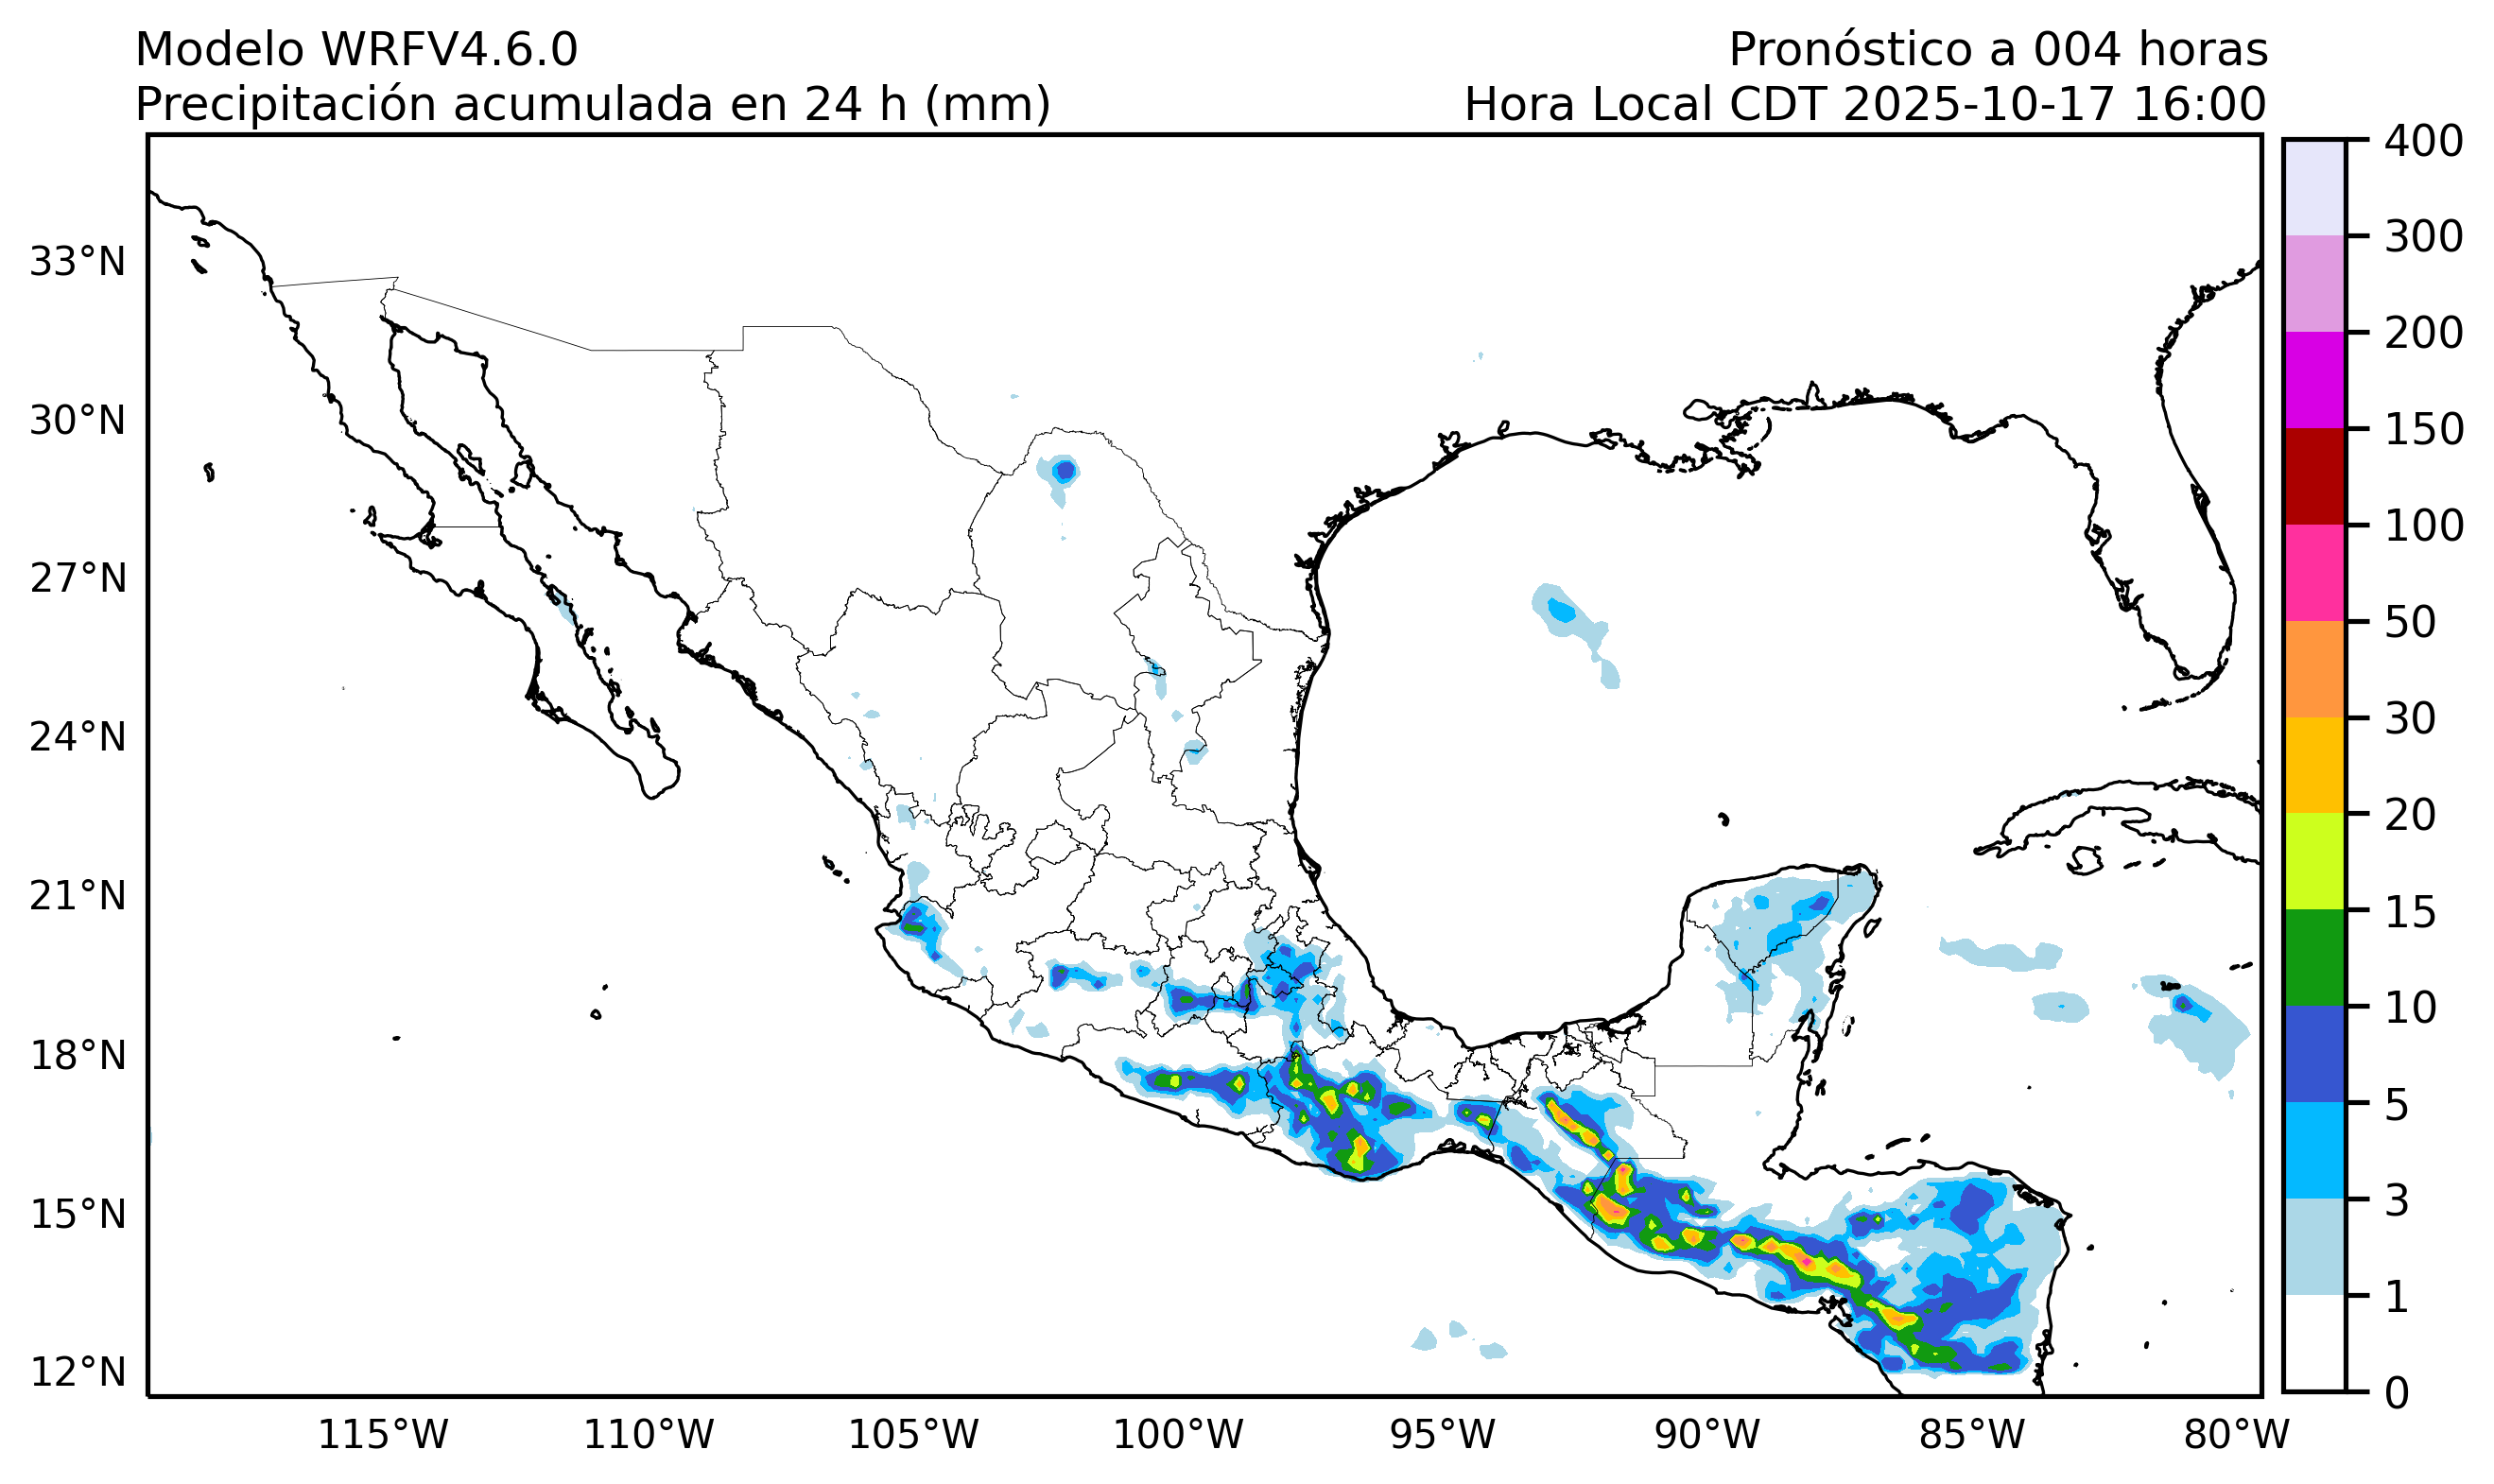 Modelo WRFV4.6.0
Pronóstico a 004 horas
Precipitación acumulada en 24 h (mm)
Hora Local CDT 2025-10-17 16:00
33°N
30°N
27°N
24°N
21°N
18°N
15°N
12°N
115°W
110°W
105°W
100°W
95°W
90°W
85°W
80°W
400
300
200
150
100
50
30
20
15
10
5
3
1
0